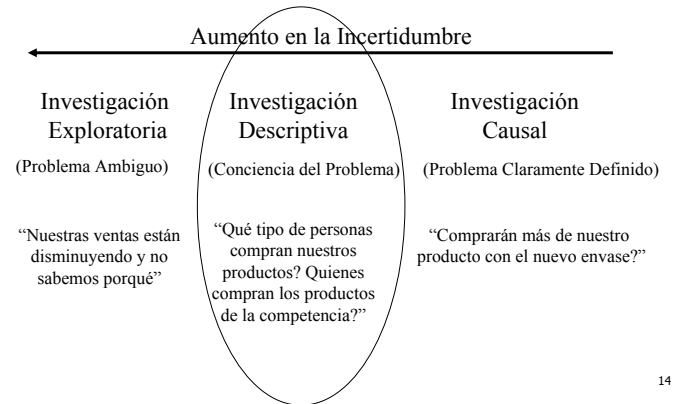 Aumento en la Incertidumbre
Investigación
Exploratoria
(Problema Ambiguo)
“Nuestras ventas están
disminuyendo y no
sabemos porqué”
Investigación
Descriptiva
(Conciencia del Problema)
“Qué tipo de personas
compran nuestros
productos? Quienes
compran los productos
de la competencia?”
Investigación
Causal
(Problema Claramente Definido)
“Comprarán más de nuestro
producto con el nuevo envase?”
14